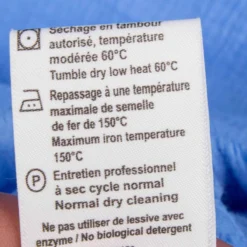 Séchage en tambour
autorisé, température
modérée 60°C
Tumble dry low heat 60°C
Repassage à une température
maximale de semelle
de fer de 150°C
Maximum iron temperature
150°C
P Entretien professionnel
à sec cycle normal
Normal dry cleaning
Ne pas utiliser de lessive avec
enzyme / No biological detergent